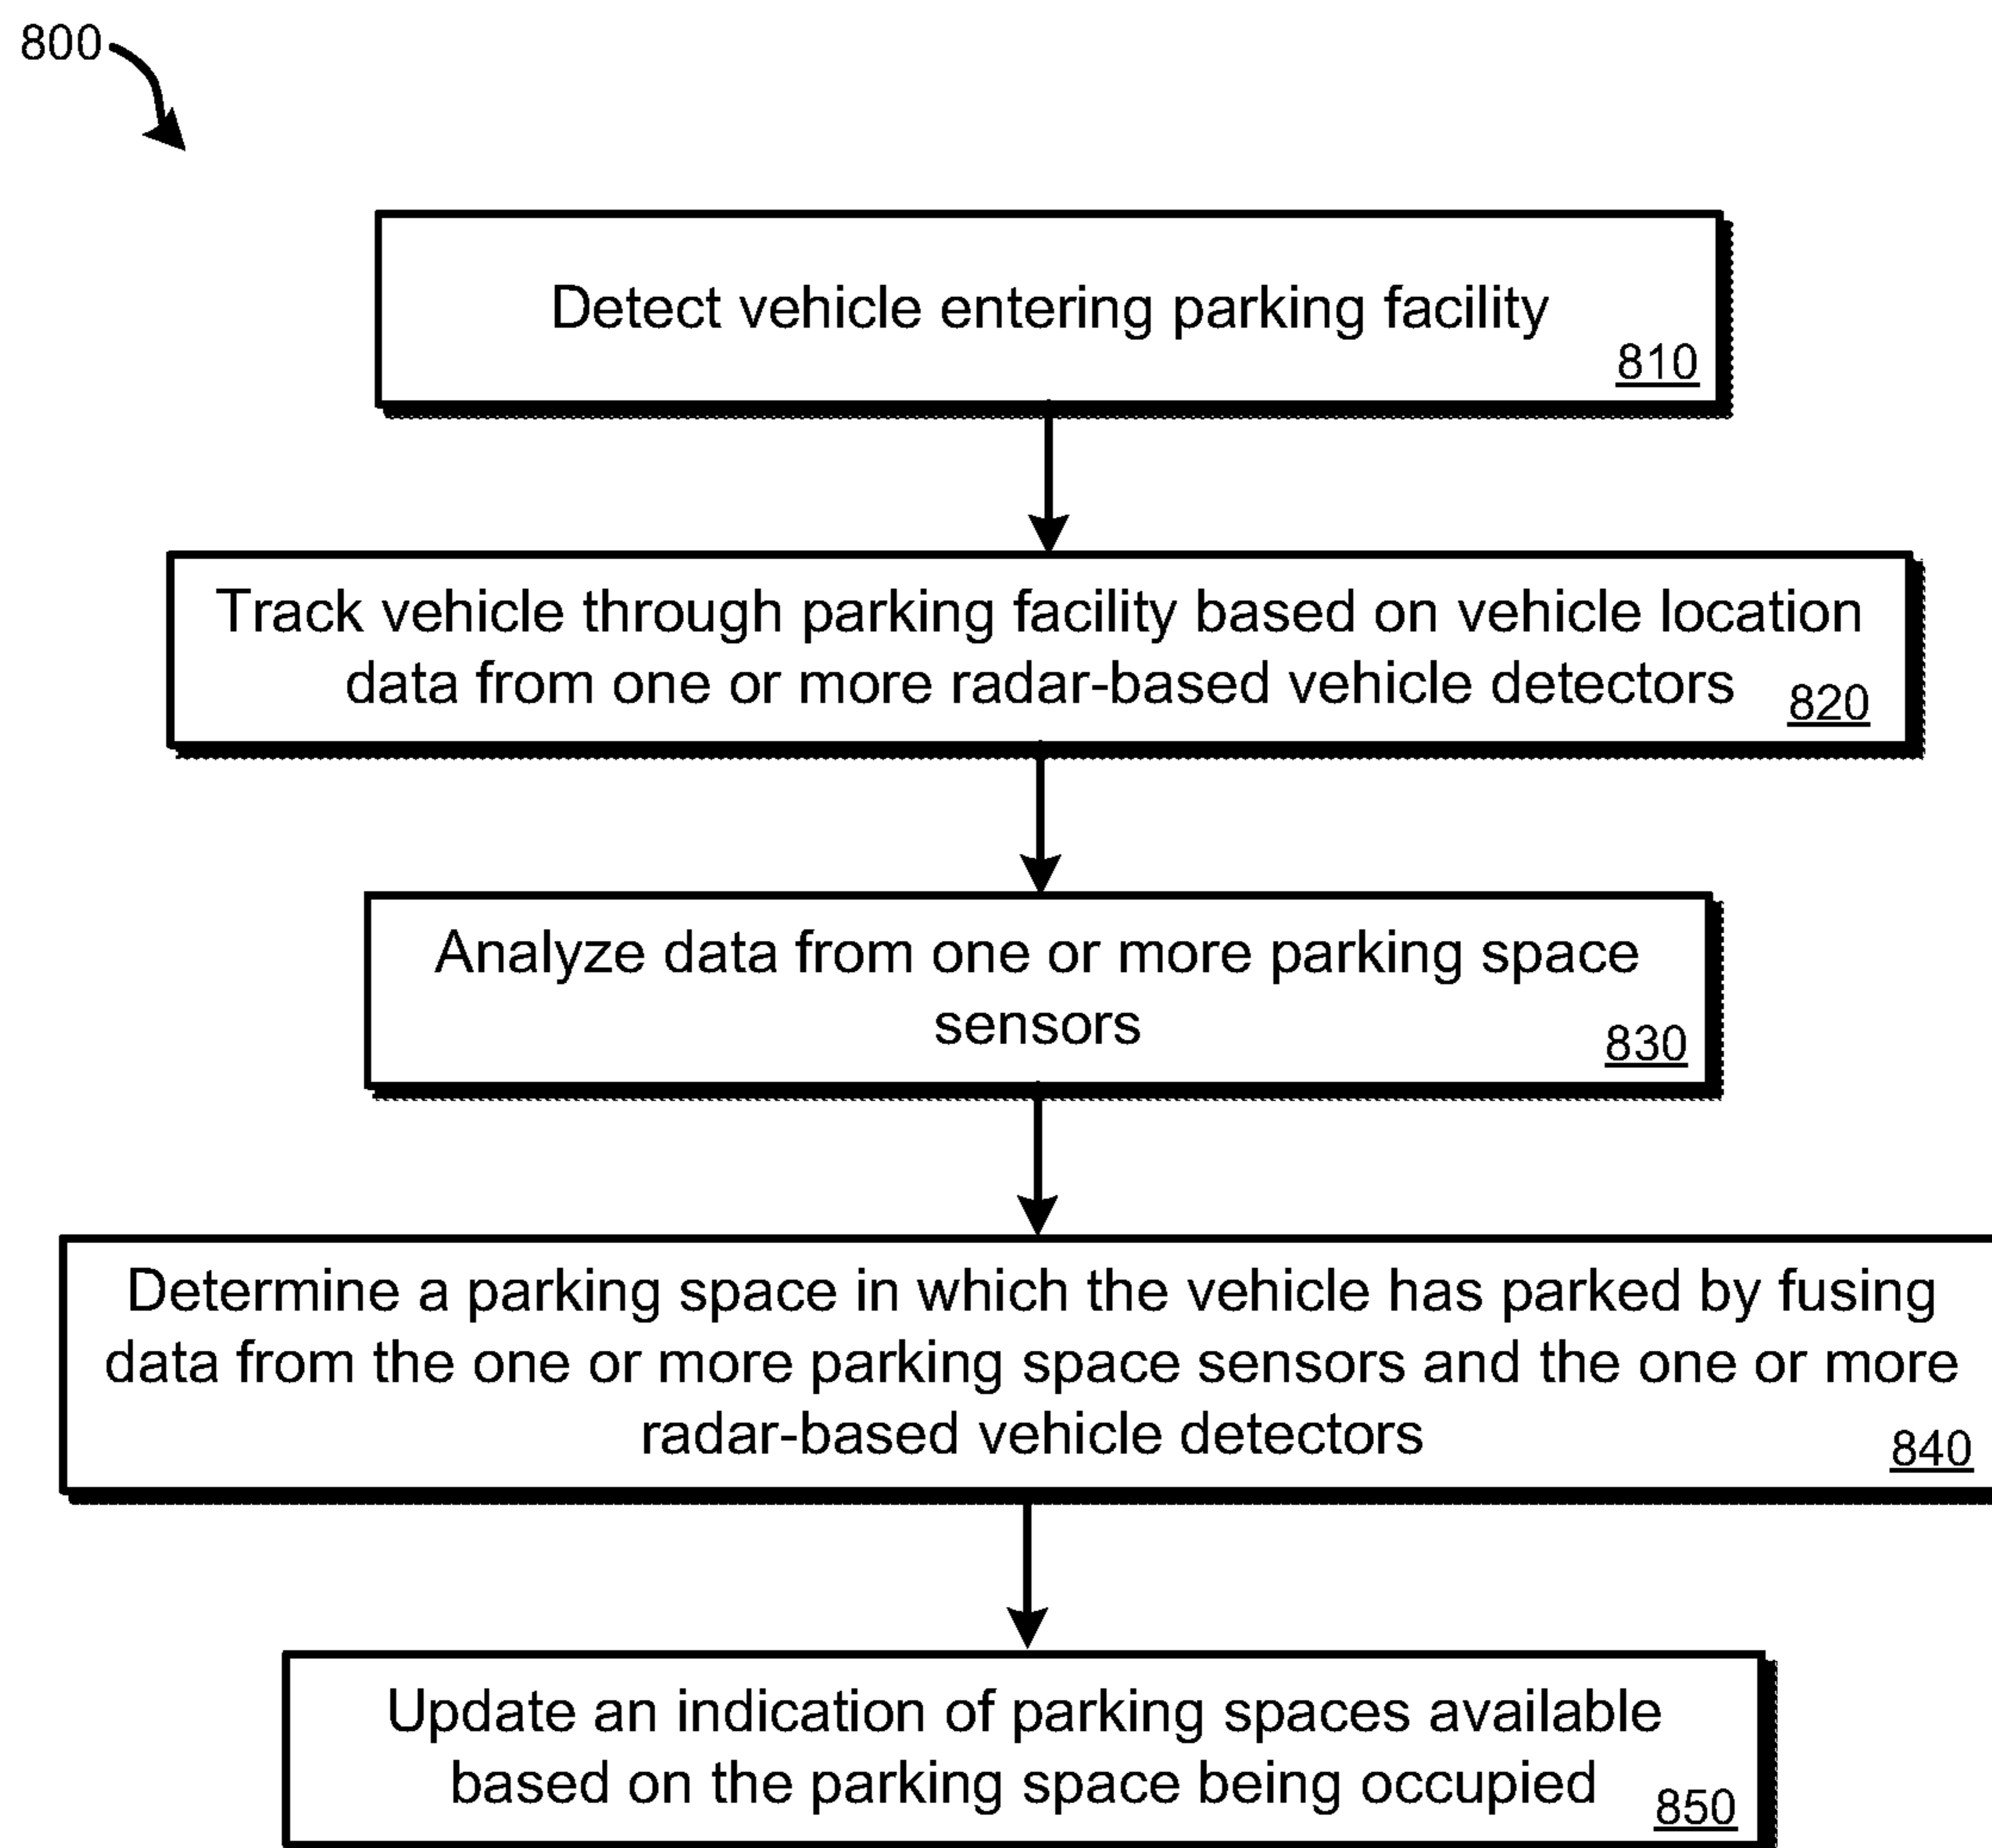 800
Detect vehicle entering parking facility
810
Track vehicle through parking facility based on vehicle location
data from one or more radar-based vehicle detectors
820
Analyze data from one or more parking space
sensors
830
Determine a parking space in which the vehicle has parked by fusing
data from the one or more parking space sensors and the one or more
radar-based vehicle detectors
840
Update an indication of parking spaces available
based on the parking space being occupied
850